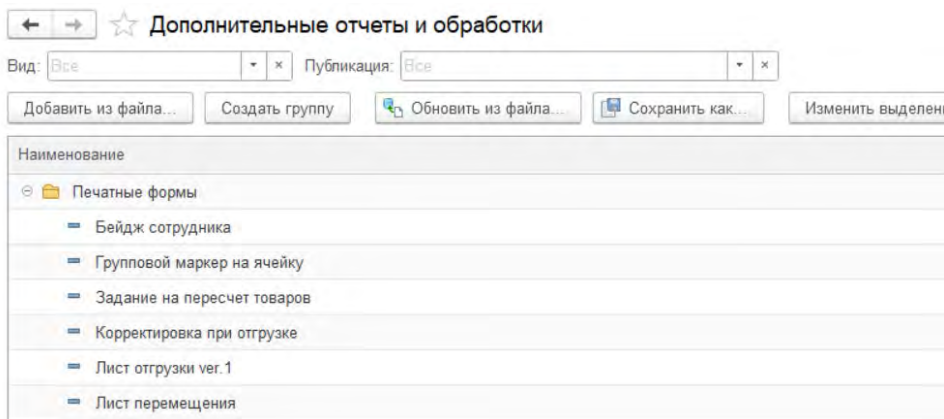 Дополнительные отчеты и обработки
Вид: Все Публикация: Все
Добавить из файла... Создать группу Обновить из файла... Сохранить как... Изменить выделен
Наименование
Печатные формы
Бейдж сотрудника
Групповой маркер на ячейку
Задание на пересчет товаров
Корректировка при отгрузке
Лист отгрузки ver.1
Лист перемещения